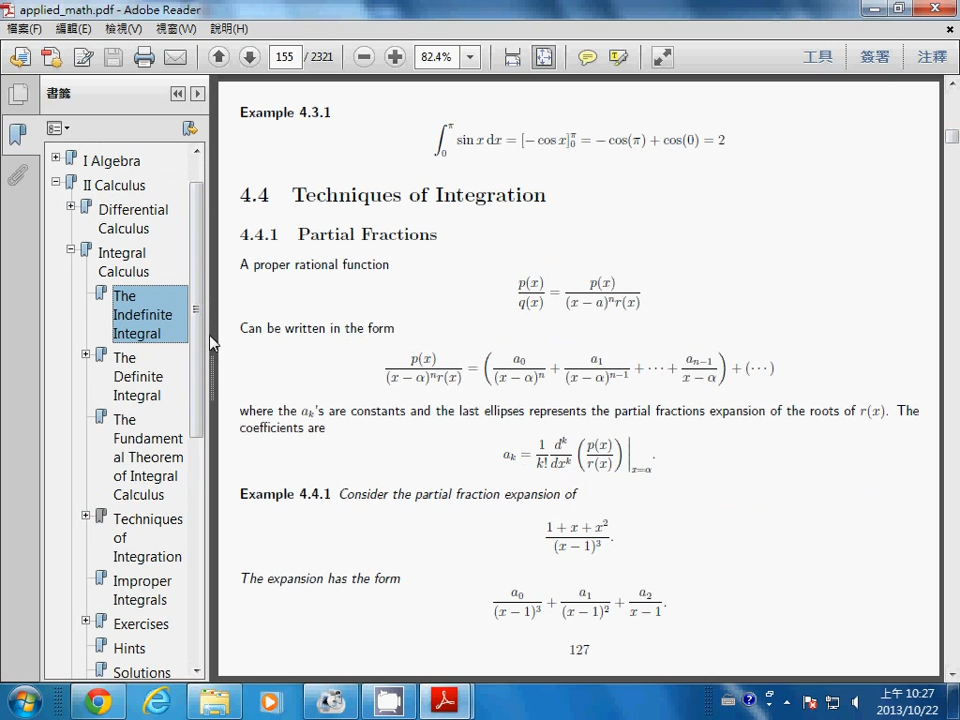 applied_math.pdf - Adobe Reader
檔案(F) 編輯(E) 檢視(V) 視窗(W) 說明(H)
155 / 2321 82.4% 工具 簽署 注釋
書籤
I Algebra
II Calculus
Differential
Calculus
Integral
Calculus
The
Indefinite
Integral
The
Definite
Integral
The
Fundament
al Theorem
of Integral
Calculus
Techniques
of
Integration
Improper
Integrals
Exercises
Hints
Solutions
Example 4.3.1
∫₀^π sin x dx = [− cos x]₀^π = − cos(π) + cos(0) = 2
4.4 Techniques of Integration
4.4.1 Partial Fractions
A proper rational function
p(x)/q(x) = p(x)/((x − a)ⁿr(x))
Can be written in the form
p(x)/((x − α)ⁿr(x)) = (a₀/(x − α)ⁿ + a₁/(x − α)ⁿ⁻¹ + ··· + aₙ₋₁/(x − α)) + (···)
where the aₖ's are constants and the last ellipses represents the partial fractions expansion of the roots of r(x). The
coefficients are
aₖ = 1/k! dᵏ/dxᵏ (p(x)/r(x))|ₓ₌α.
Example 4.4.1 Consider the partial fraction expansion of
(1 + x + x²)/(x − 1)³.
The expansion has the form
a₀/(x − 1)³ + a₁/(x − 1)² + a₂/(x − 1).
127
上午 10:27
2013/10/22